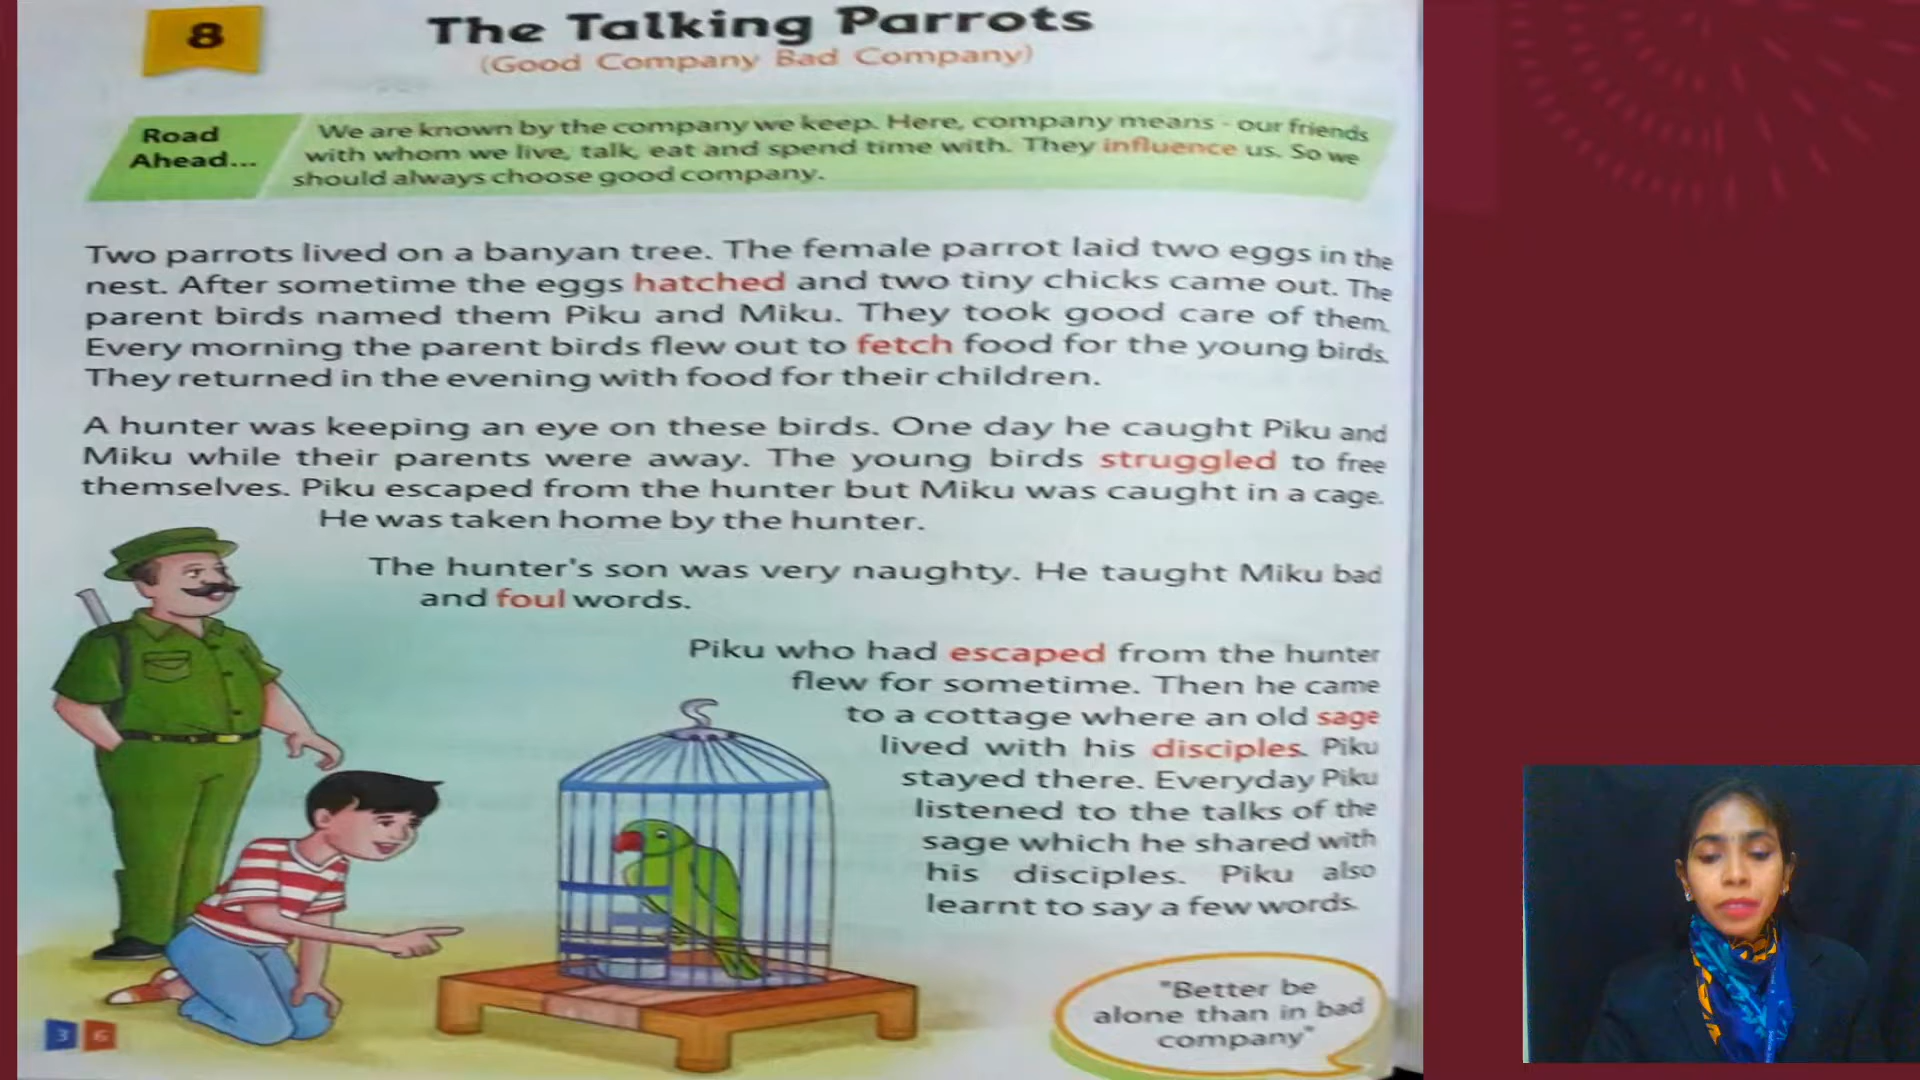 8
The Talking Parrots
(Good Company Bad Company)
Road
Ahead...
We are known by the company we keep. Here, company means - our friends
with whom we live, talk, eat and spend time with. They influence us. So we
should always choose good company.
Two parrots lived on a banyan tree. The female parrot laid two eggs in the
nest. After sometime the eggs hatched and two tiny chicks came out. The
parent birds named them Piku and Miku. They took good care of them.
Every morning the parent birds flew out to fetch food for the young birds.
They returned in the evening with food for their children.
A hunter was keeping an eye on these birds. One day he caught Piku and
Miku while their parents were away. The young birds struggled to free
themselves. Piku escaped from the hunter but Miku was caught in a cage.
He was taken home by the hunter.
The hunter's son was very naughty. He taught Miku bad
and foul words.
Piku who had escaped from the hunter
flew for sometime. Then he came
to a cottage where an old sage
lived with his disciples. Piku
stayed there. Everyday Piku
listened to the talks of the
sage which he shared with
his disciples. Piku also
learnt to say a few words.
"Better be
alone than in bad
company"
3 6